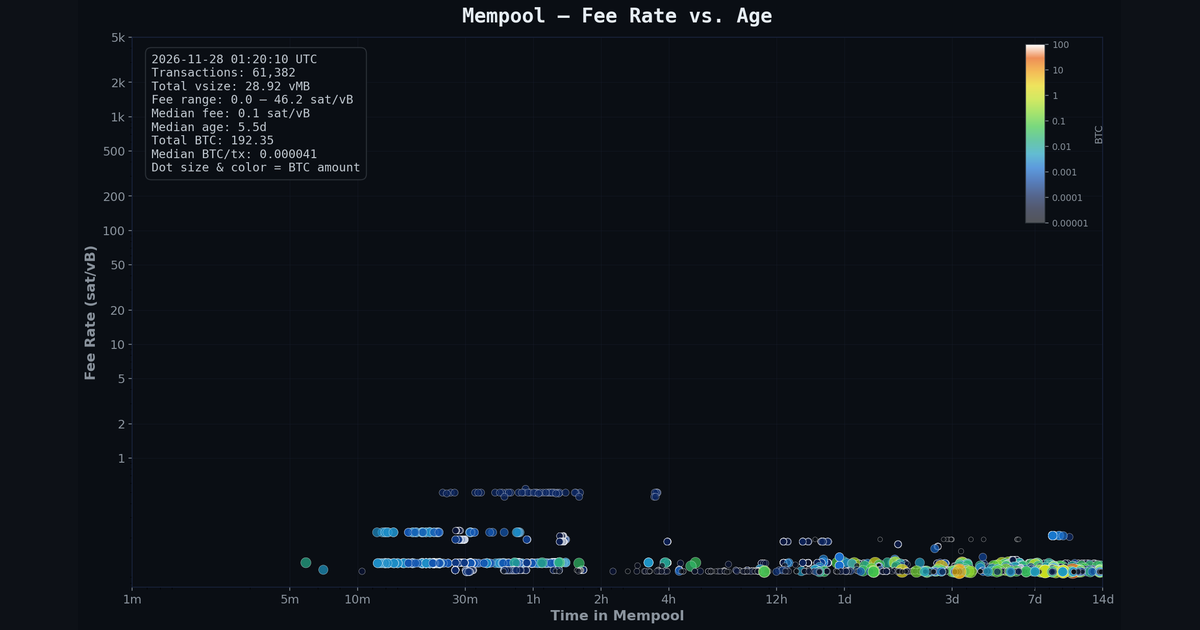 Mempool — Fee Rate vs. Age
2026-11-28 01:20:10 UTC
Transactions: 61,382
Total vsize: 28.92 vMB
Fee range: 0.0 — 46.2 sat/vB
Median fee: 0.1 sat/vB
Median age: 5.5d
Total BTC: 192.35
Median BTC/tx: 0.000041
Dot size & color = BTC amount
100
10
1
0.1
0.01
0.001
0.0001
0.00001
BTC
Fee Rate (sat/vB)
5k
2k
1k
500
200
100
50
20
10
5
2
1
1m
5m
10m
30m
1h
2h
4h
12h
1d
3d
7d
14d
Time in Mempool